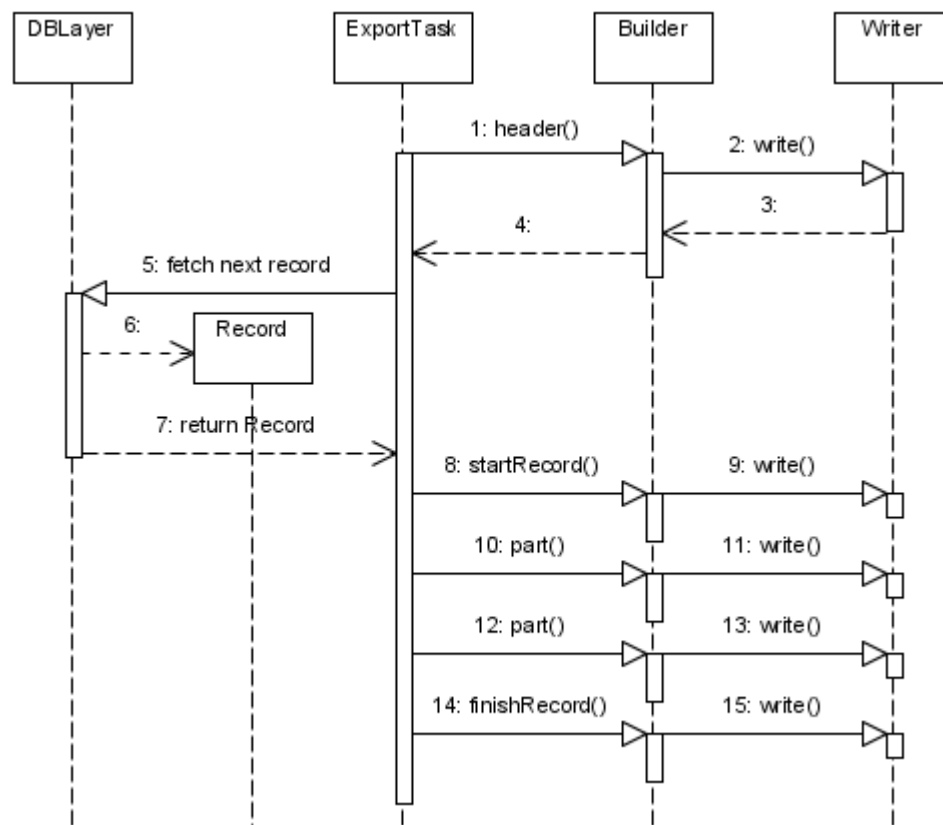 DBLayer
ExportTask
Builder
Writer
1: header()
2: write()
3:
4:
5: fetch next record
6:
Record
7: return Record
8: startRecord()
9: write()
10: part()
11: write()
12: part()
13: write()
14: finishRecord()
15: write()